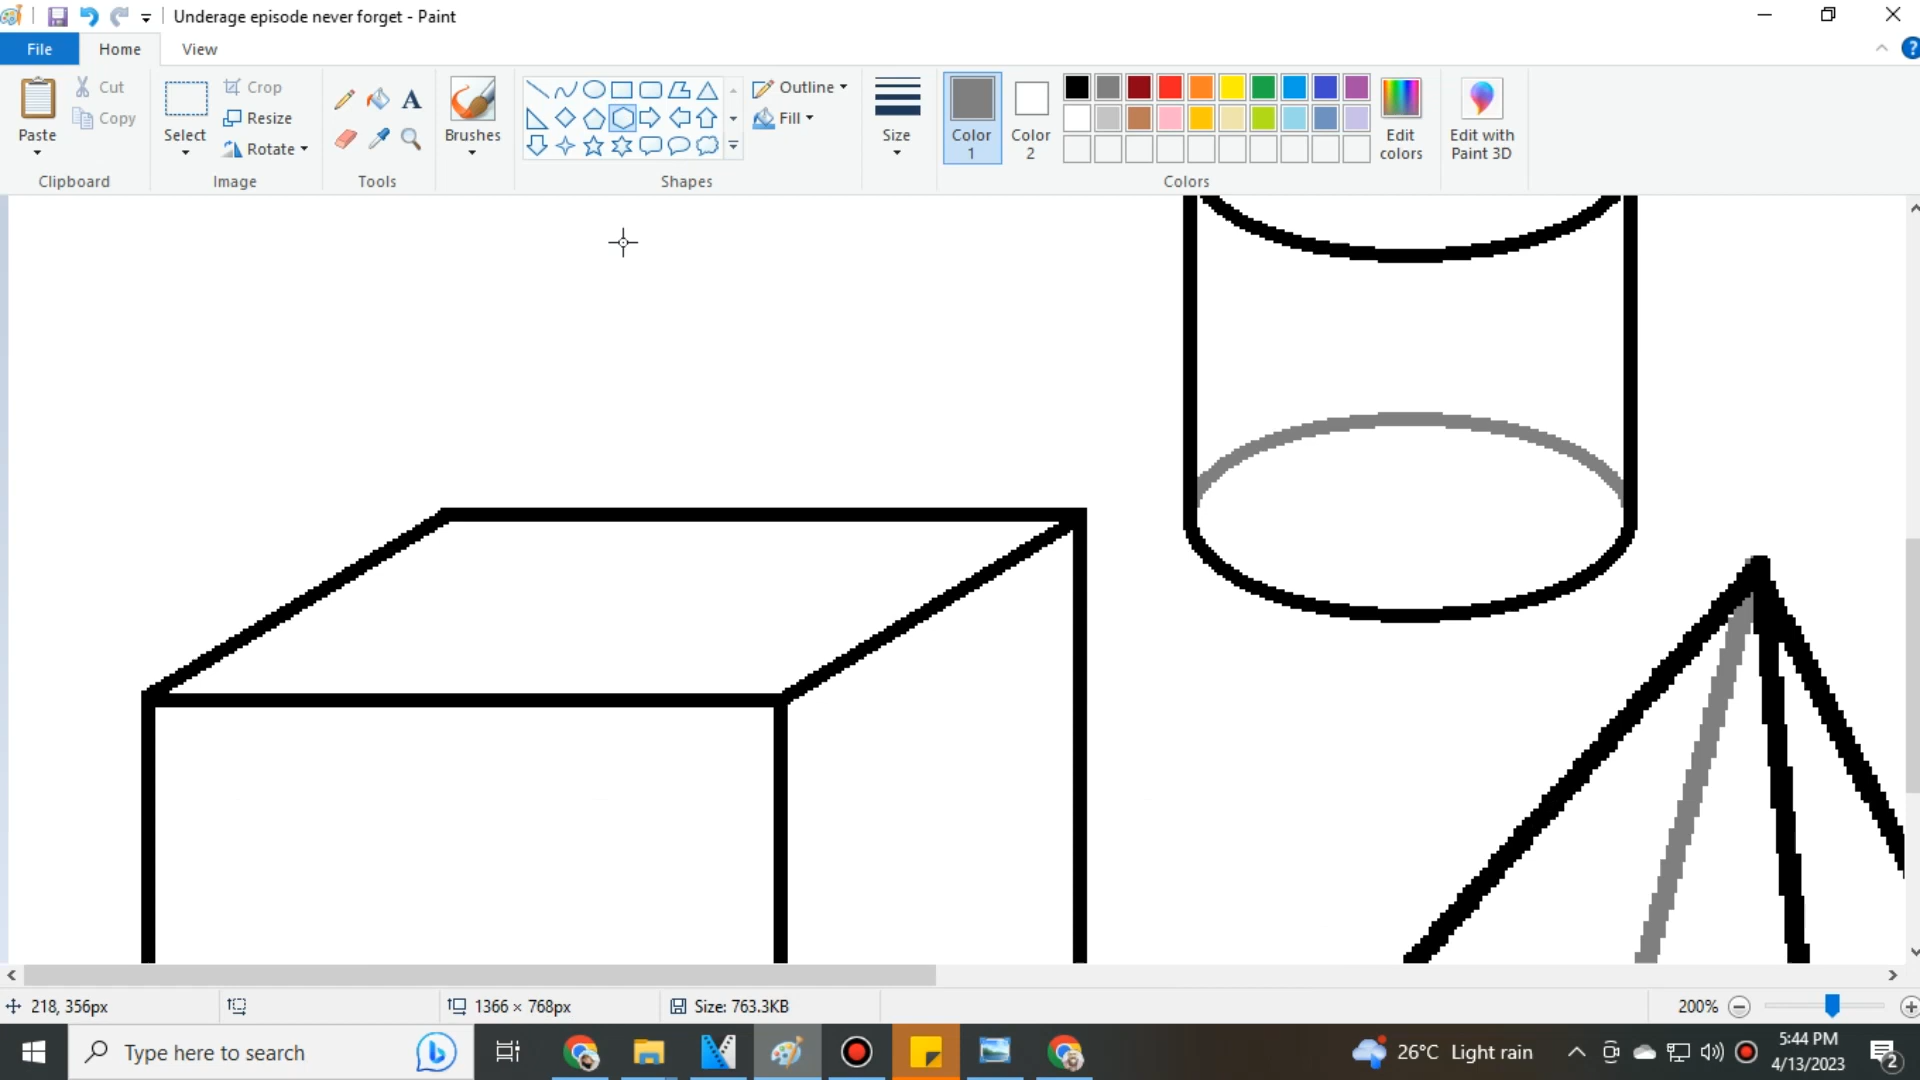 Underage episode never forget - Paint
File Home View
Paste
Cut
Copy
Clipboard
Select
Crop
Resize
Rotate
Image
A
Tools
Brushes
Outline
Fill
Shapes
Size
Color 1
Color 2
Edit colors
Edit with Paint 3D
Colors
218, 356px
1366 × 768px
Size: 763.3KB
200%
Type here to search
26°C Light rain
5:44 PM
4/13/2023
2